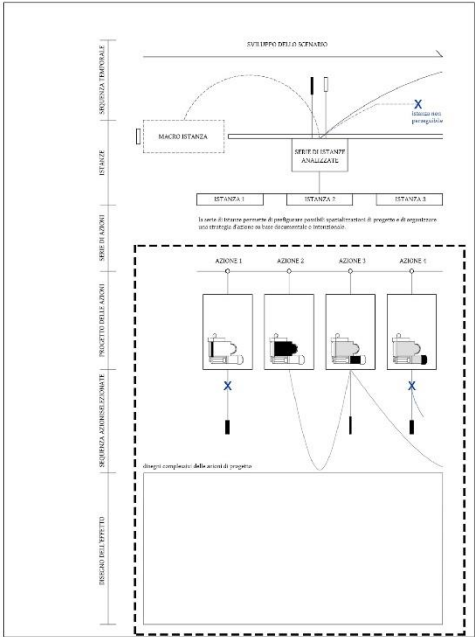 SVILUPPO DELLO SCENARIO
SEQUENZA TEMPORALE
X
istanza non
perseguibile
MACRO ISTANZA
ISTANZE
SERIE DI ISTANZE
ANALIZZATE
ISTANZA 1
ISTANZA 2
ISTANZA 3
la serie di istanze permette di prefigurare possibili spazializzazioni di progetto e di organizzare
una strategia d'azione su base documentale o intenzionale.
SERIE DI AZIONI
AZIONE 1
AZIONE 2
AZIONE 3
AZIONE 4
PROGETTO DELLE AZIONI
X
X
SEQUENZA AZIONI SELEZIONATE
disegni complessivi delle azioni di progetto
DISEGNO DELL'EFFETTO